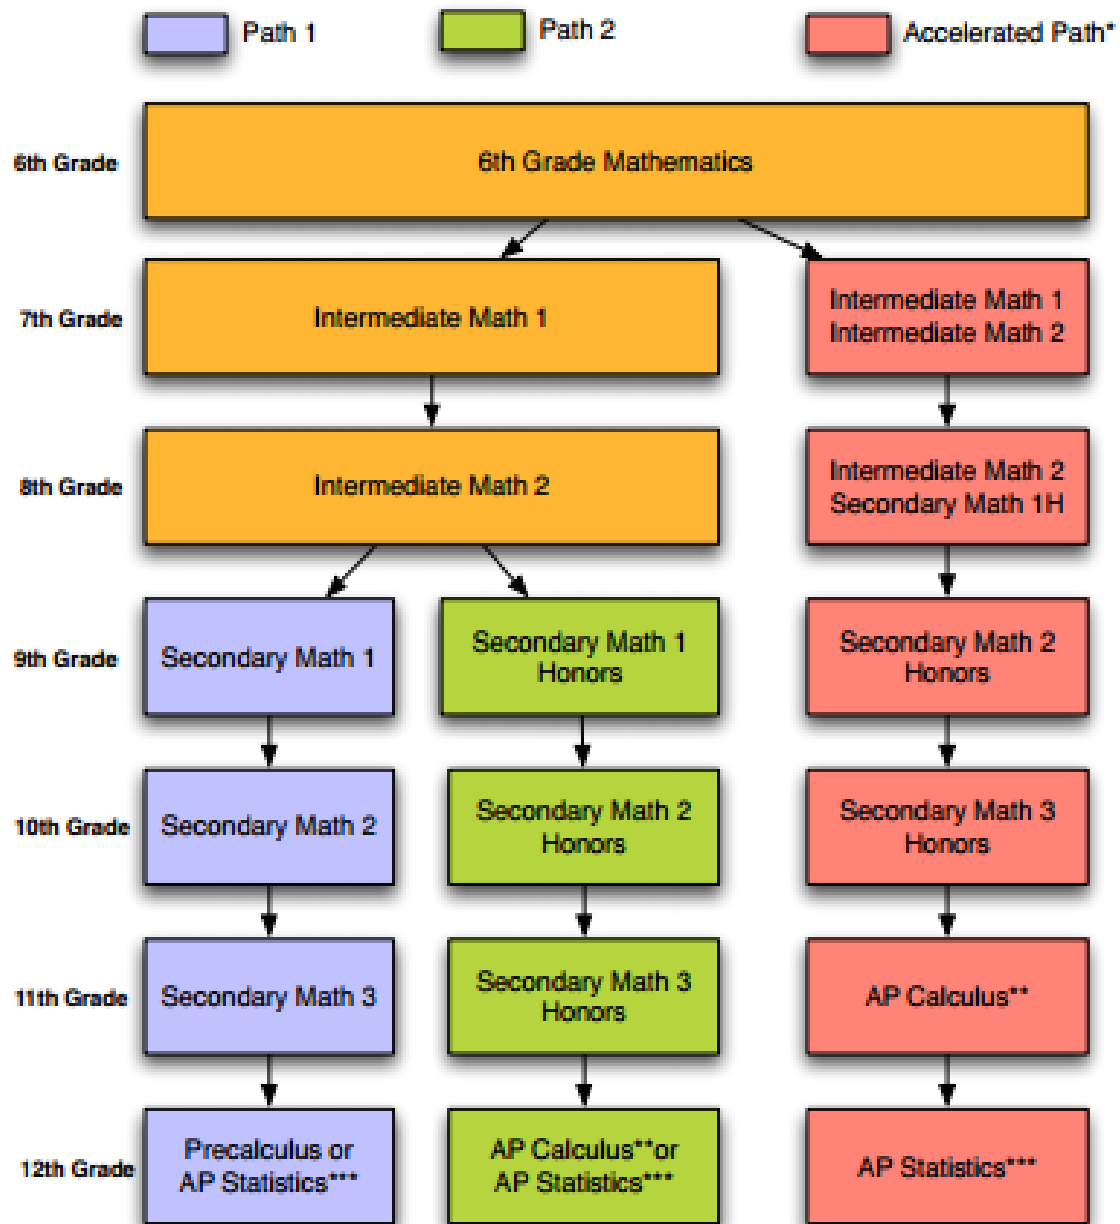 Path 1
Path 2
Accelerated Path*
6th Grade
6th Grade Mathematics
7th Grade
Intermediate Math 1
Intermediate Math 1
Intermediate Math 2
8th Grade
Intermediate Math 2
Intermediate Math 2
Secondary Math 1H
9th Grade
Secondary Math 1
Secondary Math 1
Honors
Secondary Math 2
Honors
10th Grade
Secondary Math 2
Secondary Math 2
Honors
Secondary Math 3
Honors
11th Grade
Secondary Math 3
Secondary Math 3
Honors
AP Calculus**
12th Grade
Precalculus or
AP Statistics***
AP Calculus**or
AP Statistics***
AP Statistics***